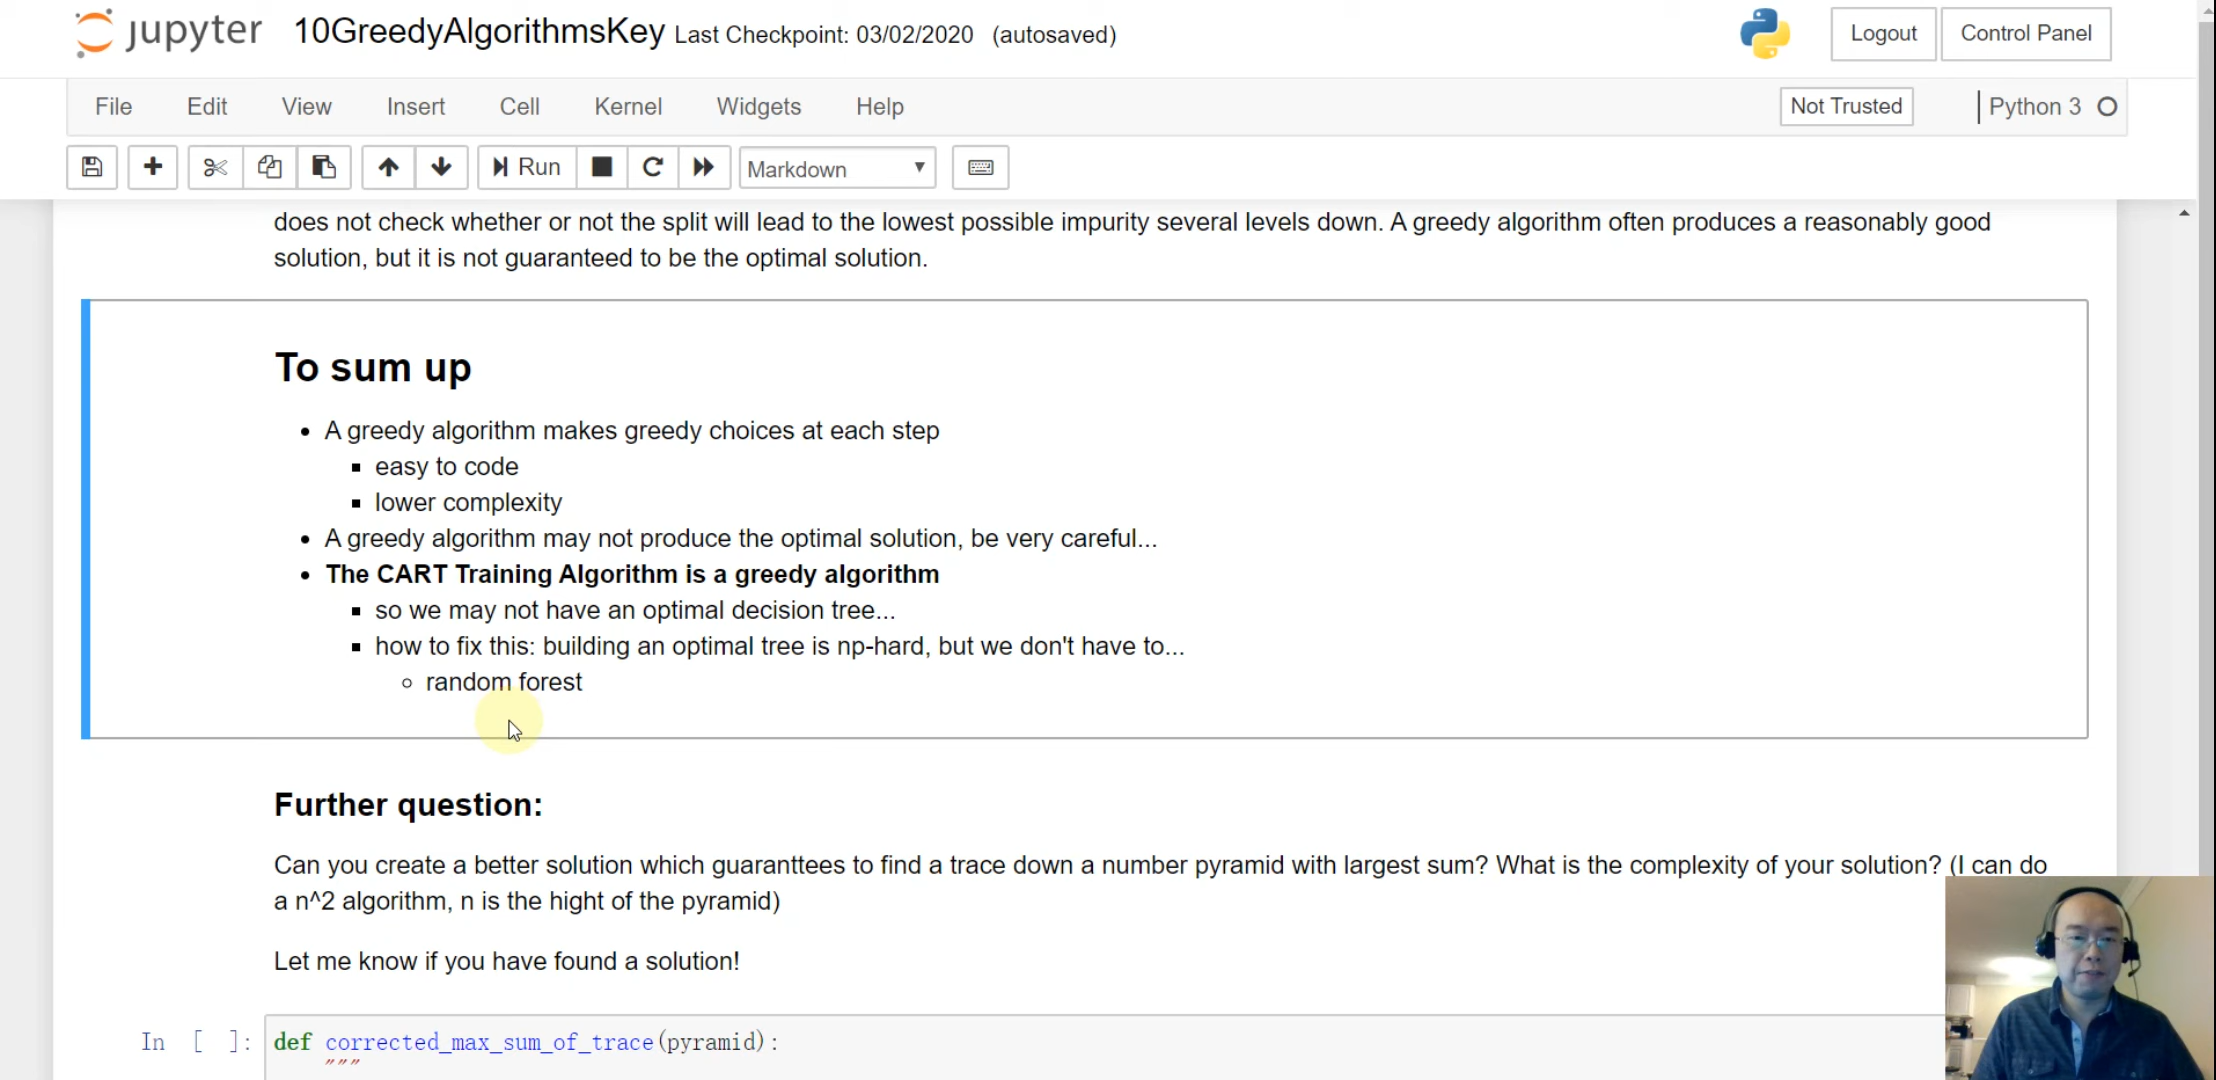 jupyter 10GreedyAlgorithmsKey Last Checkpoint: 03/02/2020 (autosaved) Logout Control Panel
File Edit View Insert Cell Kernel Widgets Help Not Trusted Python 3
Run Markdown
does not check whether or not the split will lead to the lowest possible impurity several levels down. A greedy algorithm often produces a reasonably good
solution, but it is not guaranteed to be the optimal solution.
To sum up
• A greedy algorithm makes greedy choices at each step
▪ easy to code
▪ lower complexity
• A greedy algorithm may not produce the optimal solution, be very careful...
• The CART Training Algorithm is a greedy algorithm
▪ so we may not have an optimal decision tree...
▪ how to fix this: building an optimal tree is np-hard, but we don't have to...
◦ random forest
Further question:
Can you create a better solution which guaranttees to find a trace down a number pyramid with largest sum? What is the complexity of your solution? (I can do
a n^2 algorithm, n is the hight of the pyramid)
Let me know if you have found a solution!
In [ ]: def corrected_max_sum_of_trace(pyramid):
"""